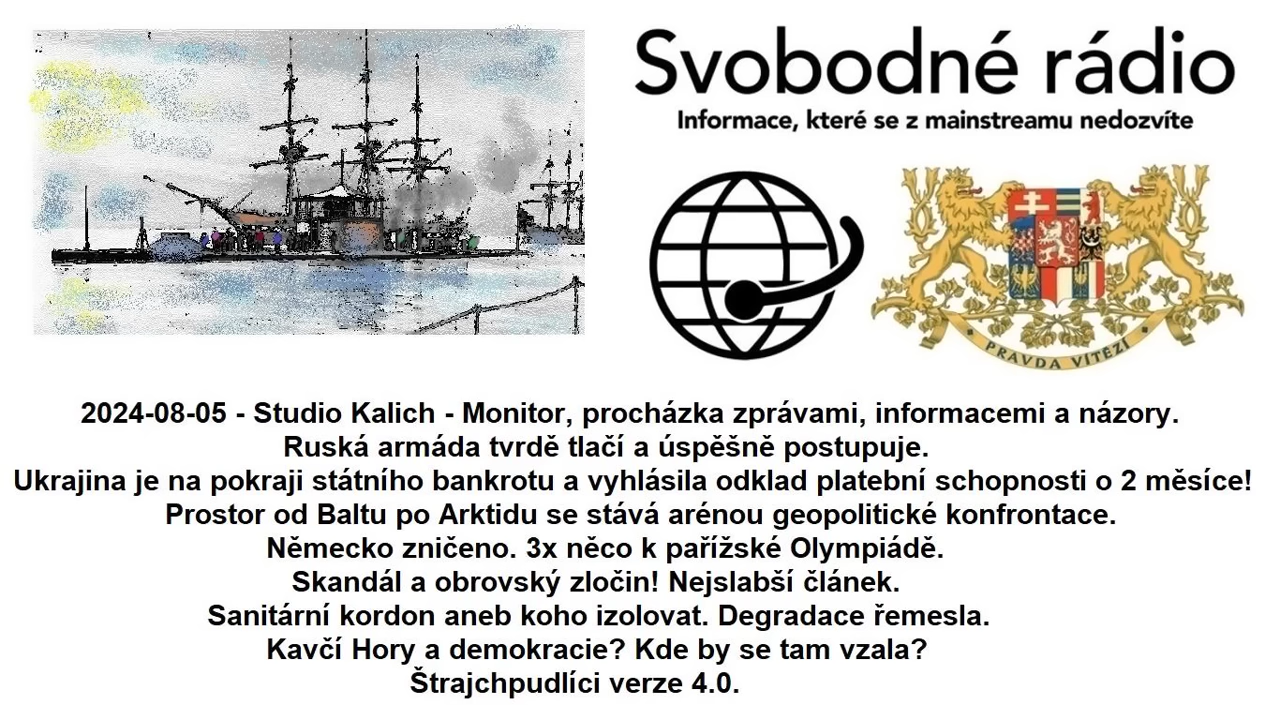 Svobodné rádio
Informace, které se z mainstreamu nedozvíte
PRAVDA VÍTĚZÍ
2024-08-05 - Studio Kalich - Monitor, procházka zprávami, informacemi a názory.
Ruská armáda tvrdě tlačí a úspěšně postupuje.
Ukrajina je na pokraji státního bankrotu a vyhlásila odklad platební schopnosti o 2 měsíce!
Prostor od Baltu po Arktidu se stává arénou geopolitické konfrontace.
Německo zničeno. 3x něco k pařížské Olympiádě.
Skandál a obrovský zločin! Nejslabší článek.
Sanitární kordon aneb koho izolovat. Degradace řemesla.
Kavčí Hory a demokracie? Kde by se tam vzala?
Štrajchpudlíci verze 4.0.